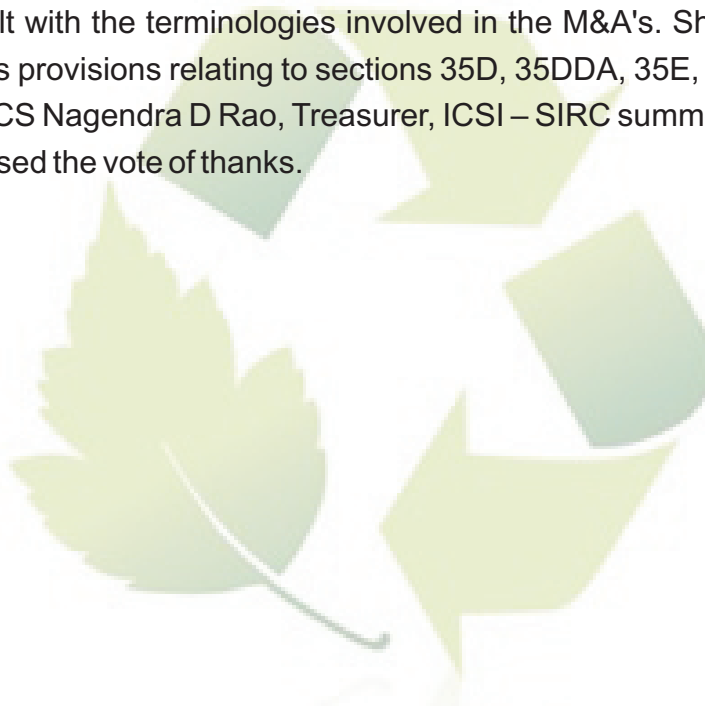 lt with the terminologies involved in the M&A's. Sh
s provisions relating to sections 35D, 35DDA, 35E,
CS Nagendra D Rao, Treasurer, ICSI – SIRC summ
sed the vote of thanks.